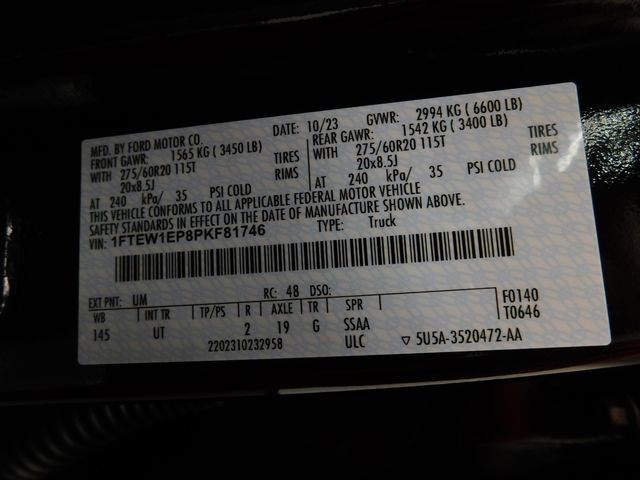 MFD. BY FORD MOTOR CO. DATE: 10/23 GVWR: 2994 KG ( 6600 LB)
FRONT GAWR: 1565 KG ( 3450 LB) REAR GAWR: 1542 KG ( 3400 LB)
WITH 275/60R20 115T TIRES WITH 275/60R20 115T TIRES
20x8.5J RIMS 20x8.5J RIMS
AT 240 kPa/ 35 PSI COLD AT 240 kPa/ 35 PSI COLD
THIS VEHICLE CONFORMS TO ALL APPLICABLE FEDERAL MOTOR VEHICLE
SAFETY STANDARDS IN EFFECT ON THE DATE OF MANUFACTURE SHOWN ABOVE.
VIN: 1FTEW1EP8PKF81746 TYPE: Truck
EXT PNT: UM RC: 48 DSO: F0140
WB INT TR TP/PS R AXLE TR SPR T0646
145 UT 2 19 G SSAA
2202310232958 ULC ▽ 5U5A-3520472-AA